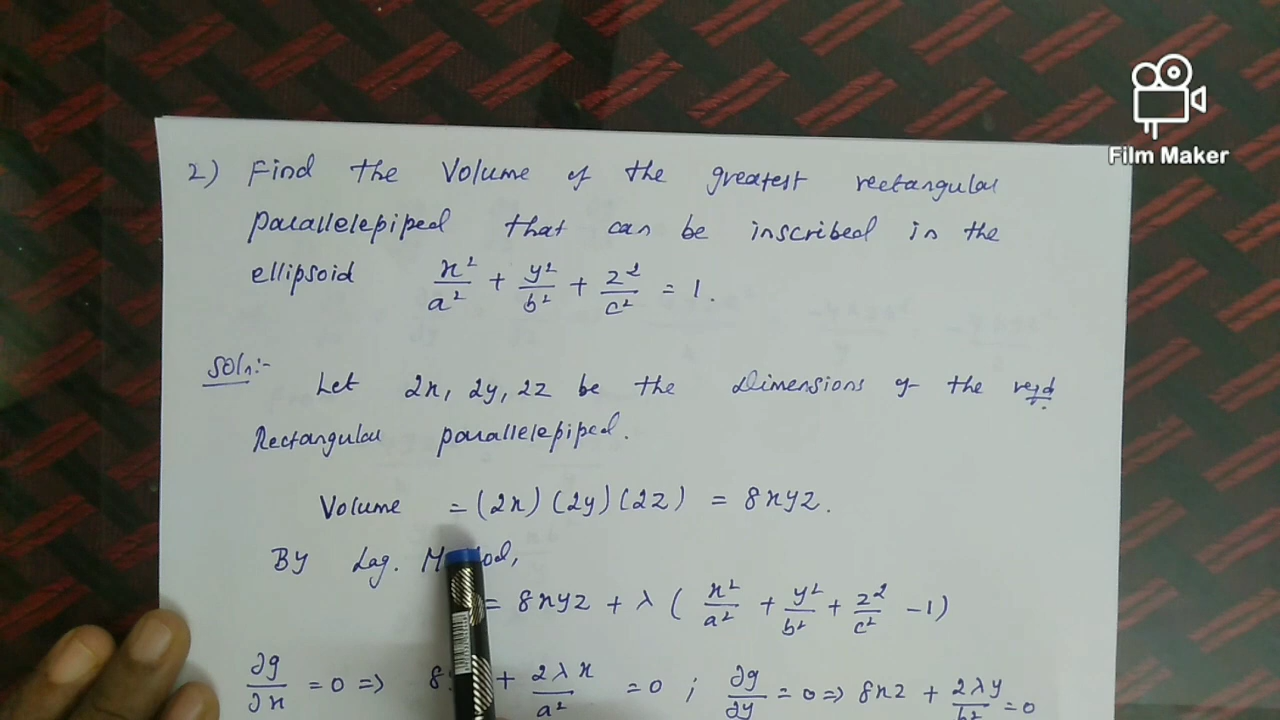 Film Maker
2) Find the Volume of the greatest rectangular
parallelepiped that can be inscribed in the
ellipsoid x²/a² + y²/b² + z²/c² = 1.
Soln:-
Let 2x, 2y, 2z be the Dimensions of the reqd
Rectangular parallelepiped.
Volume = (2x) (2y) (2z) = 8xyz.
By Lag.
= 8xyz + λ ( x²/a² + y²/b² + z²/c² - 1)
∂g/∂x = 0 => 8 + 2λx/a² = 0 ; ∂g/∂y = 0 => 8xz + 2λy/b² = 0